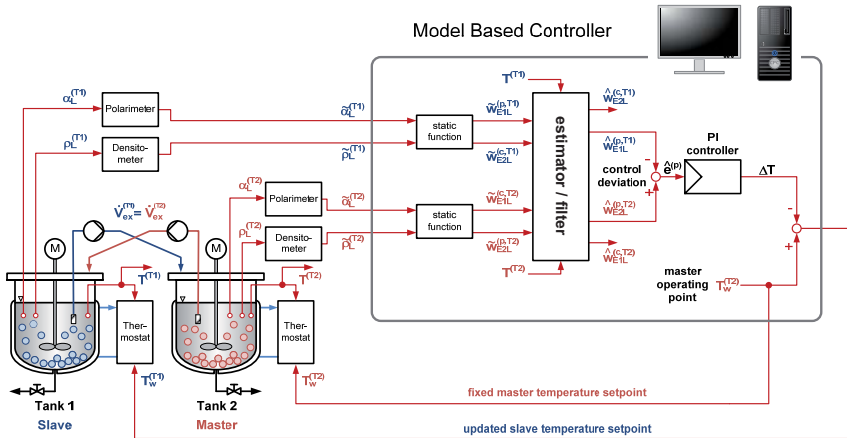 Model Based Controller
T(T1)
αL(T1)
Polarimeter
α̃L(T1)
static
function
w̃E1L(p,T1)
w̃E2L(c,T1)
ρL(T1)
Densito-
meter
ρ̃L(T1)
estimator / filter
ŵE2L(c,T1)
ŵE1L(p,T1)
-
control
deviation
+
ê(p)
PI
controller
ΔT
αL(T2)
Polarimeter
α̃L(T2)
static
function
w̃E1L(c,T2)
w̃E2L(p,T2)
ρL(T2)
Densito-
meter
ρ̃L(T2)
ŵE2L(p,T2)
ŵE1L(c,T2)
T(T2)
-
+
V̇ex(T1)= V̇ex(T2)
M
M
T(T1)
T(T2)
master
operating
point
Tw(T2)
Ther-
mostat
Ther-
mostat
Tw(T1)
Tw(T2)
fixed master temperature setpoint
Tank 1
Tank 2
Slave
Master
updated slave temperature setpoint